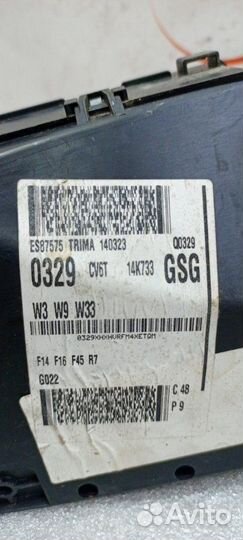 ES87575 TRIMA 140323 Q0329
0329 CV6T 14K733 GSG
W3 W9 W33
0329XHXHVRFM4XETQM
F14 F16 F45 R7
G022
C 48
P 9
Avito